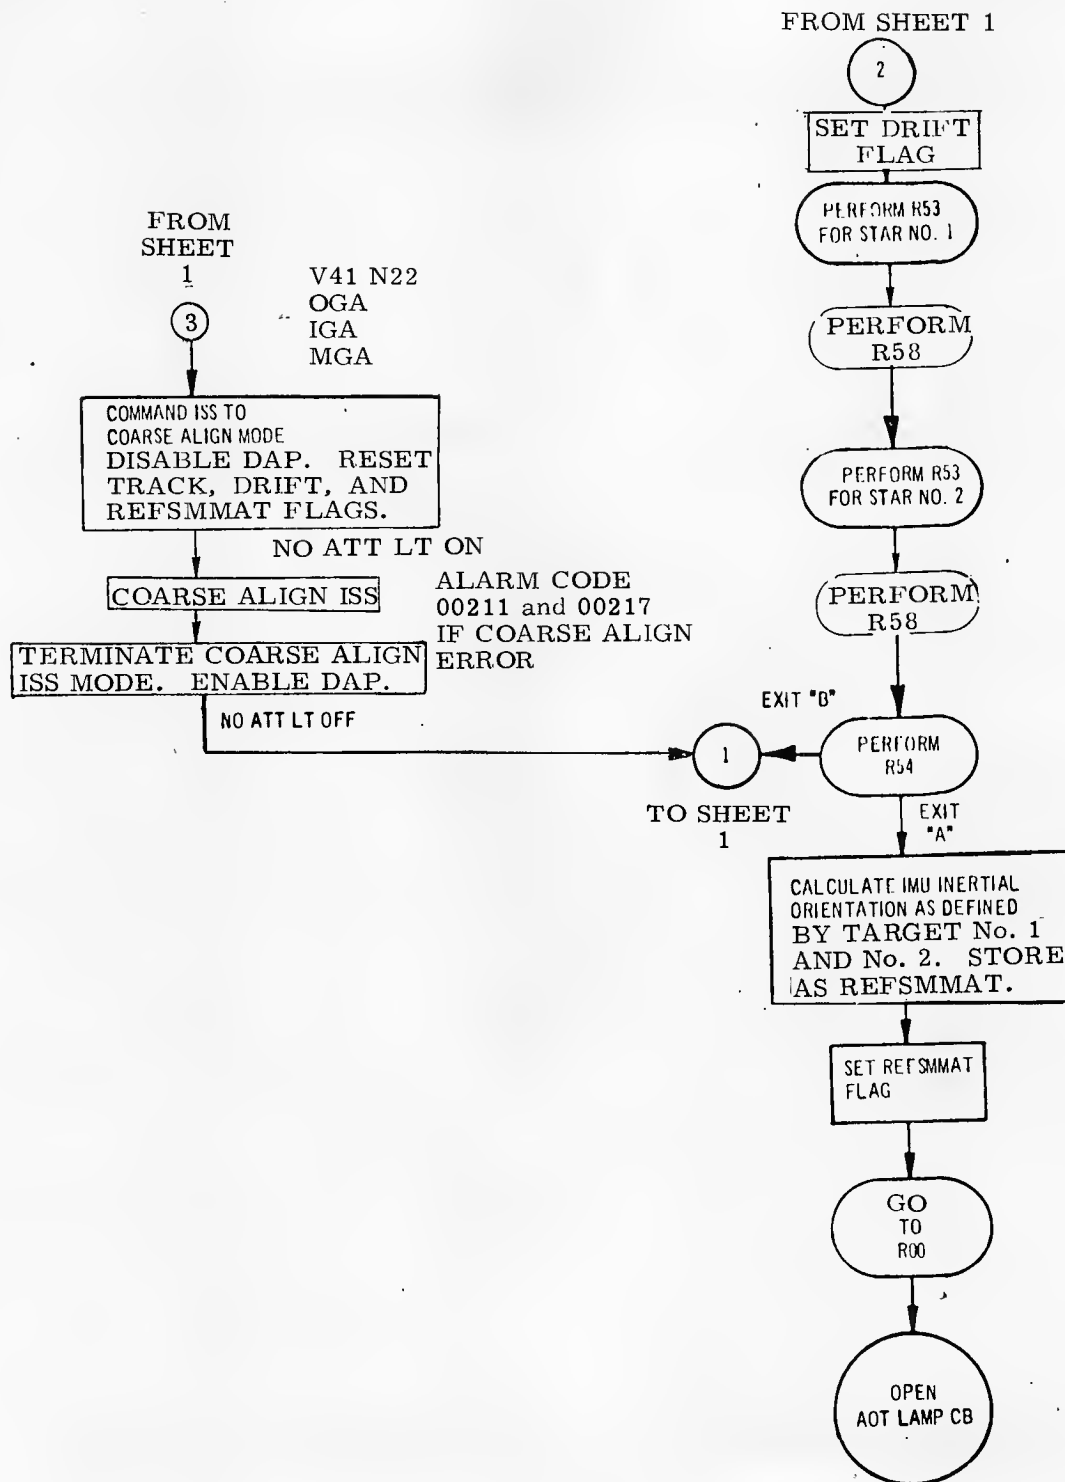 FROM SHEET 1
2
SET DRIFT
FLAG
PERFORM R53
FOR STAR NO. 1
PERFORM
R58
PERFORM R53
FOR STAR NO. 2
PERFORM
R58
EXIT "B"
PERFORM
R54
EXIT
"A"
CALCULATE IMU INERTIAL
ORIENTATION AS DEFINED
BY TARGET No. 1
AND No. 2. STORE
AS REFSMMAT.
SET REFSMMAT
FLAG
GO
TO
R00
OPEN
AOT LAMP CB
FROM
SHEET
1
3
V41 N22
OGA
IGA
MGA
COMMAND ISS TO
COARSE ALIGN MODE
DISABLE DAP. RESET
TRACK, DRIFT, AND
REFSMMAT FLAGS.
NO ATT LT ON
COARSE ALIGN ISS
ALARM CODE
00211 and 00217
IF COARSE ALIGN
ERROR
TERMINATE COARSE ALIGN
ISS MODE. ENABLE DAP.
NO ATT LT OFF
1
TO SHEET
1